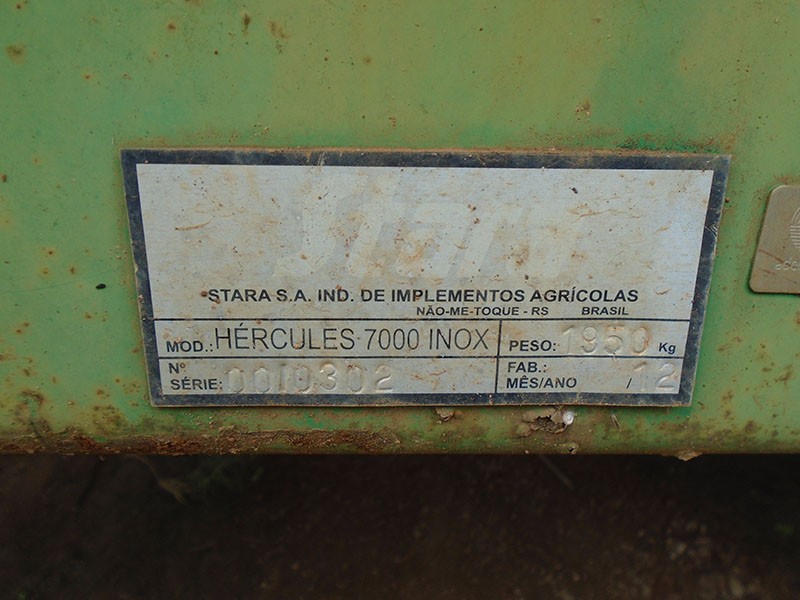 Stara
STARA S.A. IND. DE IMPLEMENTOS AGRÍCOLAS
NÃO-ME-TOQUE - RS BRASIL
MOD.: HÉRCULES 7000 INOX PESO: 1950 Kg
Nº SÉRIE: 0010302 FAB.: MÊS/ANO /12